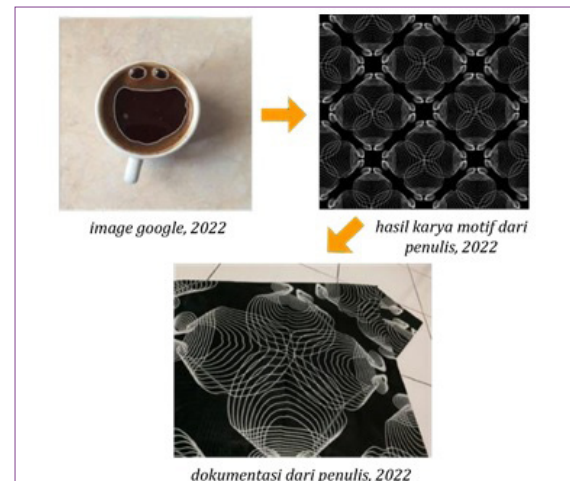 image google, 2022
hasil karya motif dari
penulis, 2022
dokumentasi dari penulis, 2022